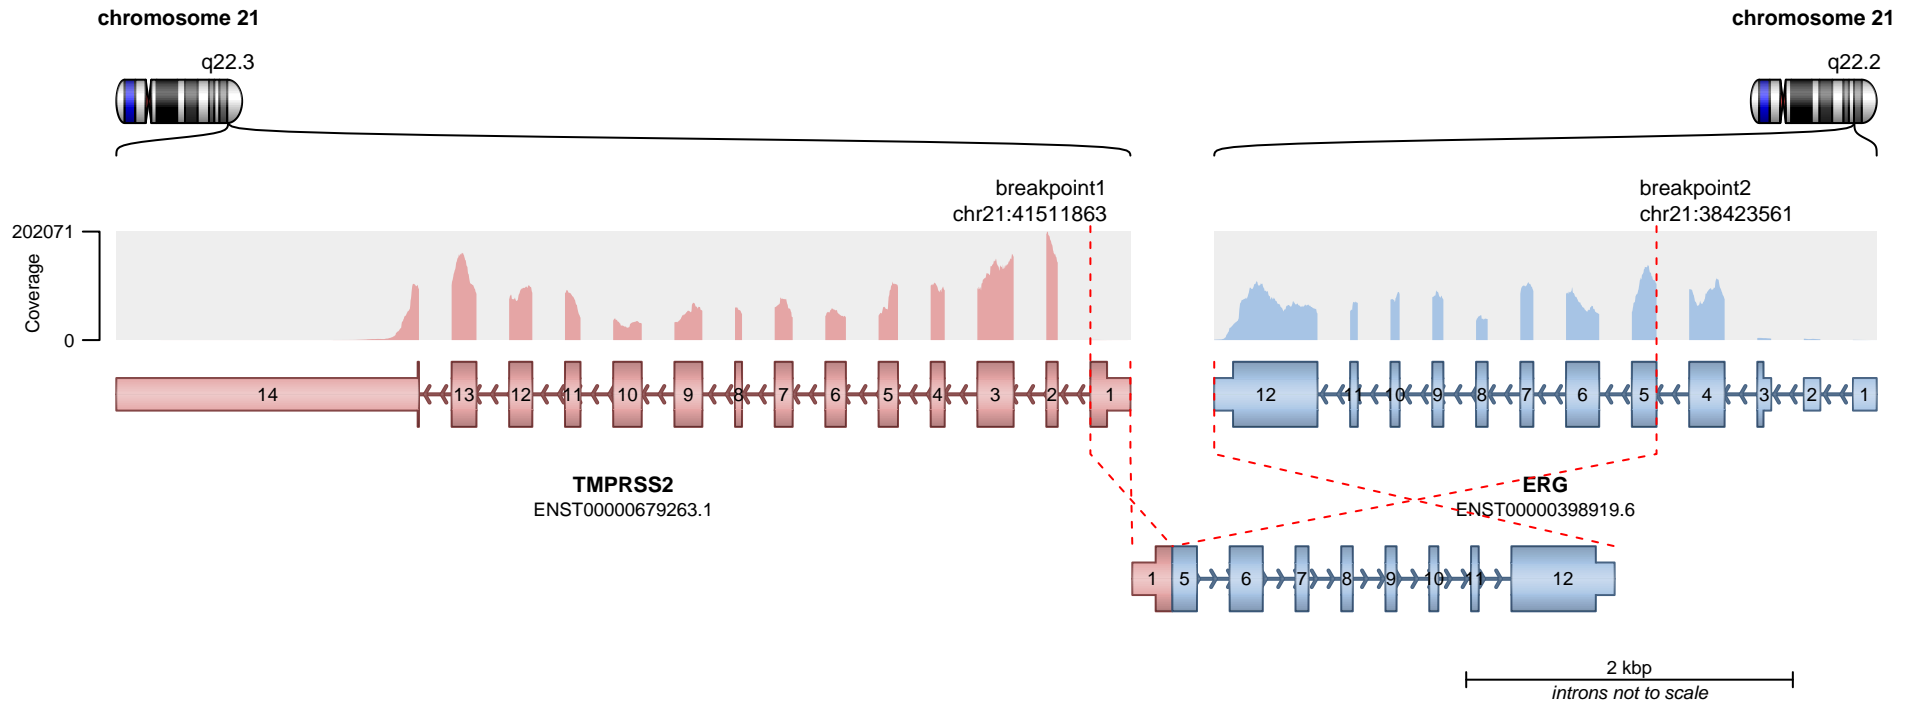 chromosome 21
chromosome 21
q22.3
q22.2
breakpoint1
chr21:41511863
breakpoint2
chr21:38423561
202071
Coverage
0
14 13 12 11 10 9 8 7 6 5 4 3 2 1
12 11 10 9 8 7 6 5 4 3 2 1
TMPRSS2
ENST00000679263.1
ERG
ENST00000398919.6
1 5 6 7 8 9 10 11 12
2 kbp
introns not to scale